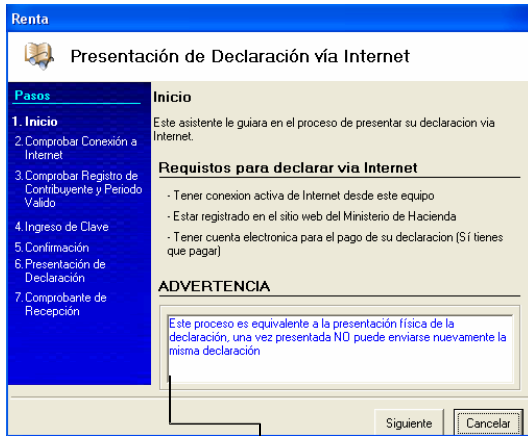 Renta
Presentación de Declaración vía Internet
Pasos
1. Inicio
2. Comprobar Conexión a
Internet
3. Comprobar Registro de
Contribuyente y Periodo
Valido
4. Ingreso de Clave
5. Confirmación
6. Presentación de
Declaración
7. Comprobante de
Recepción
Inicio
Este asistente le guiara en el proceso de presentar su declaracion via
Internet.
Requistos para declarar via Internet
- Tener conexion activa de Internet desde este equipo
- Estar registrado en el sitio web del Ministerio de Hacienda
- Tener cuenta electronica para el pago de su declaracion (Sí tienes
que pagar)
ADVERTENCIA
Este proceso es equivalente a la presentación física de la
declaración, una vez presentada NO puede enviarse nuevamente la
misma declaración
Siguiente
Cancelar